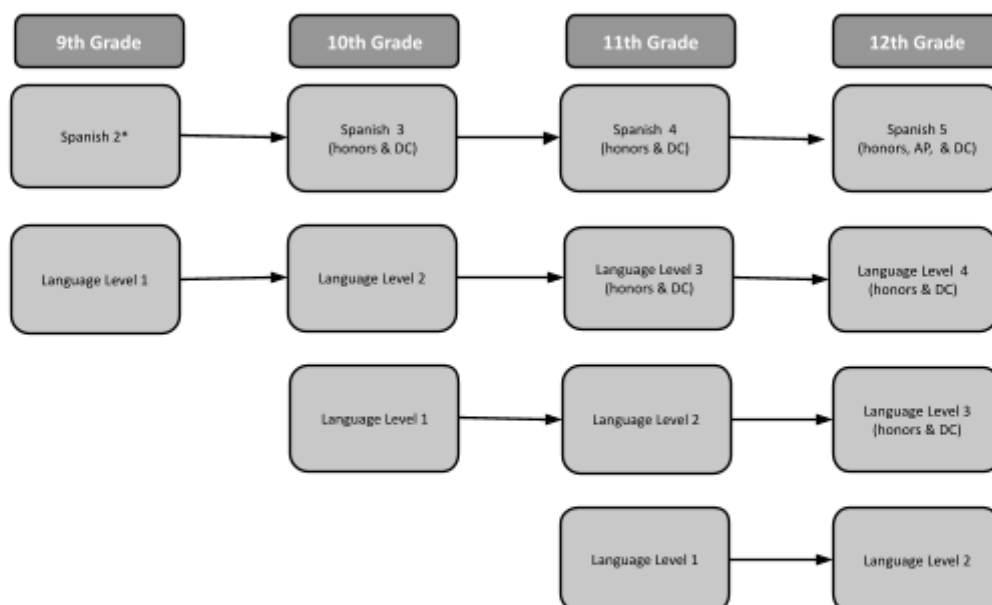 9th Grade
10th Grade
11th Grade
12th Grade
Spanish 2*
Spanish 3
(honors & DC)
Spanish 4
(honors & DC)
Spanish 5
(honors, AP, & DC)
Language Level 1
Language Level 2
Language Level 3
(honors & DC)
Language Level 4
(honors & DC)
Language Level 1
Language Level 2
Language Level 3
(honors & DC)
Language Level 1
Language Level 2